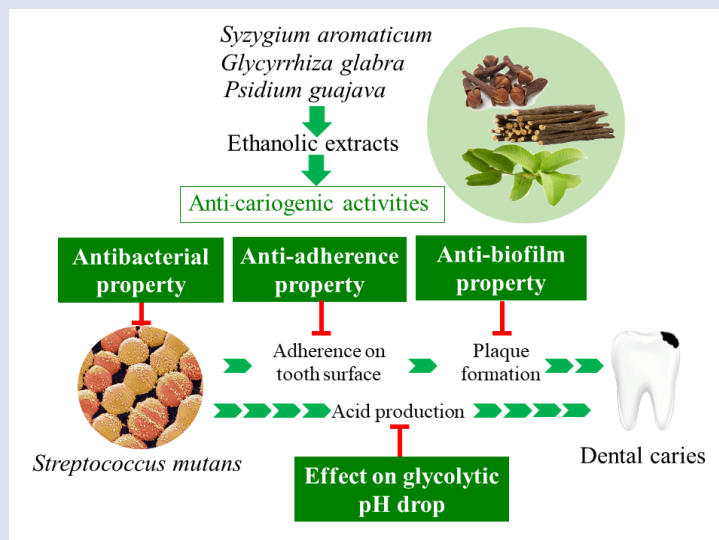 Syzygium aromaticum
Glycyrrhiza glabra
Psidium guajava
Ethanolic extracts
Anti-cariogenic activities
Antibacterial
property
Anti-adherence
property
Anti-biofilm
property
Adherence on
tooth surface
Plaque
formation
Acid production
Streptococcus mutans
Dental caries
Effect on glycolytic
pH drop